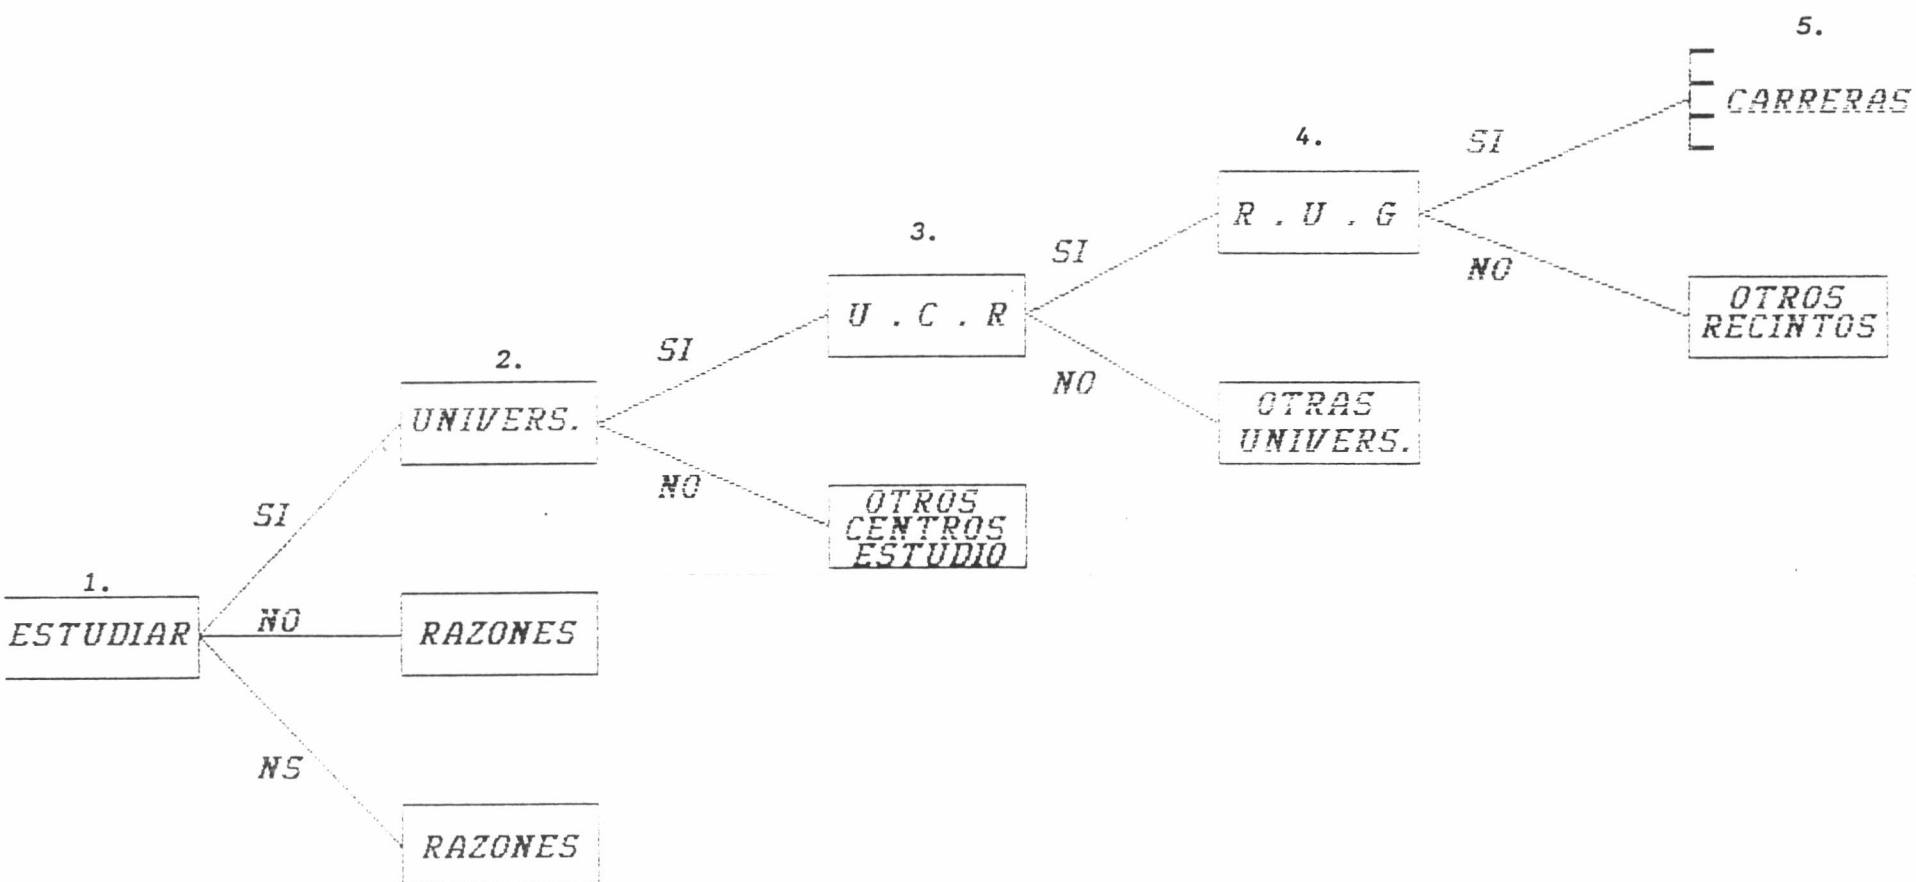 5.
CARRERAS
4.
SI
R . U . G
3.
SI
NO
OTROS
RECINTOS
U . C . R
2.
SI
NO
OTRAS
UNIVERS.
UNIVERS.
NO
OTROS
CENTROS
ESTUDIO
SI
1.
NO
ESTUDIAR
RAZONES
NS
RAZONES